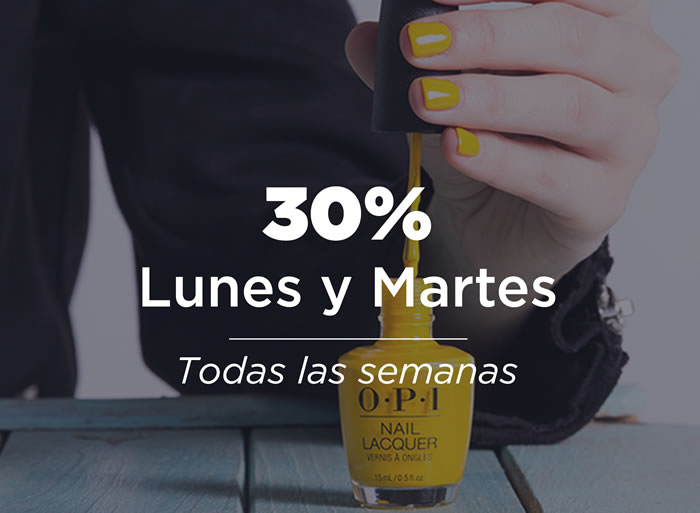 30%
Lunes y Martes
Todas las semanas
O·P·I
NAIL
LACQUER
VERNIS À ONGLES
15 mL / 0.5 fl oz